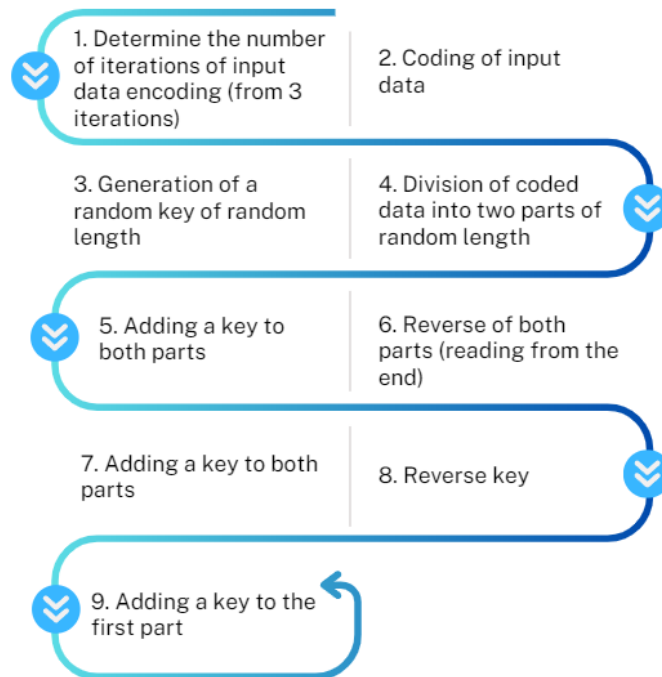 1. Determine the number
of iterations of input
data encoding (from 3
iterations)
2. Coding of input
data
3. Generation of a
random key of random
length
4. Division of coded
data into two parts of
random length
5. Adding a key to
both parts
6. Reverse of both
parts (reading from the
end)
7. Adding a key to both
parts
8. Reverse key
9. Adding a key to the
first part